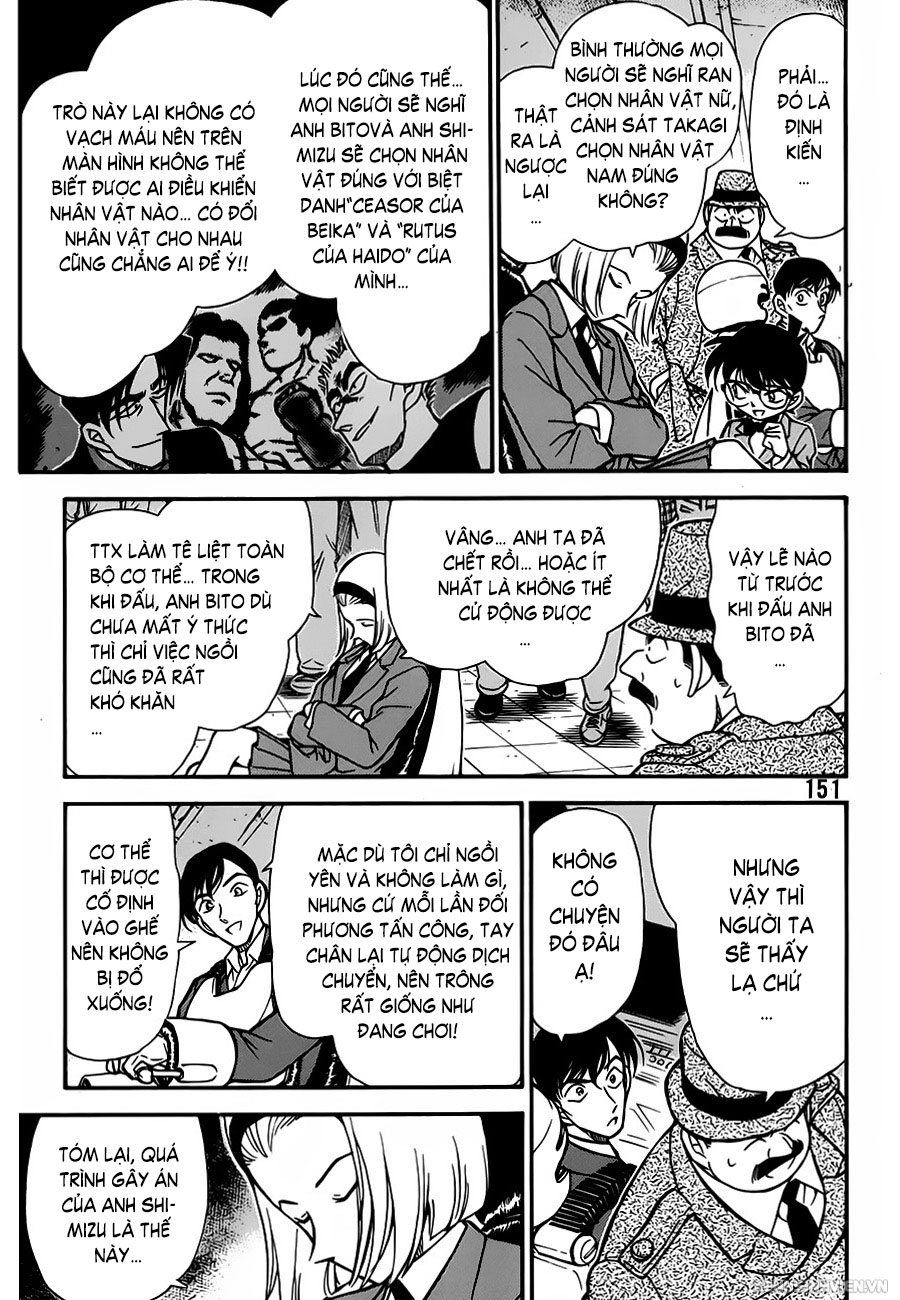 PHẢI...
ĐÓ LÀ
ĐỊNH
KIẾN
...
BÌNH THƯỜNG MỌI
NGƯỜI SẼ NGHĨ RAN
CHỌN NHÂN VẬT NỮ,
CẢNH SÁT TAKAGI
CHỌN NHÂN VẬT
NAM ĐÚNG
KHÔNG?
THẬT
RA LÀ
NGƯỢC
LẠI
...
LÚC ĐÓ CŨNG THẾ...
MỌI NGƯỜI SẼ NGHĨ
ANH BITOVÀ ANH SHI-
MIZU SẼ CHỌN NHÂN
VẬT ĐÚNG VỚI BIỆT
DANH“CEASOR CỦA
BEIKA” VÀ “RUTUS
CỦA HAIDO” CỦA
MÌNH...
TRÒ NÀY LẠI KHÔNG CÓ
VẠCH MÁU NÊN TRÊN
MÀN HÌNH KHÔNG THỂ
BIẾT ĐƯỢC AI ĐIỀU KHIỂN
NHÂN VẬT NÀO... CÓ ĐỔI
NHÂN VẬT CHO NHAU
CŨNG CHẲNG AI ĐỂ Ý!!
VẬY LẼ NÀO
TỪ TRƯỚC
KHI ĐẤU ANH
BITO ĐÃ
...
VÂNG... ANH TA ĐÃ
CHẾT RỒI... HOẶC ÍT
NHẤT LÀ KHÔNG THỂ
CỬ ĐỘNG ĐƯỢC
...
TTX LÀM TÊ LIỆT TOÀN
BỘ CƠ THỂ... TRONG
KHI ĐẤU, ANH BITO DÙ
CHƯA MẤT Ý THỨC
THÌ CHỈ VIỆC NGỒI
CŨNG ĐÃ RẤT
KHÓ KHĂN
...
151
NHƯNG
VẬY THÌ
NGƯỜI TA
SẼ THẤY
LẠ CHỨ
...
KHÔNG
CÓ
CHUYỆN
ĐÓ ĐÂU
Ạ!
MẶC DÙ TÔI CHỈ NGỒI
YÊN VÀ KHÔNG LÀM GÌ,
NHƯNG CỨ MỖI LẦN ĐỐI
PHƯƠNG TẤN CÔNG, TAY
CHÂN LẠI TỰ ĐỘNG DỊCH
CHUYỂN, NÊN TRÔNG
RẤT GIỐNG NHƯ
ĐANG CHƠI!
CƠ THỂ
THÌ ĐƯỢC
CỐ ĐỊNH
VÀO GHẾ
NÊN KHÔNG
BỊ ĐỔ
XUỐNG!
TÓM LẠI, QUÁ
TRÌNH GÂY ÁN
CỦA ANH SHI-
MIZU LÀ THẾ
NÀY...